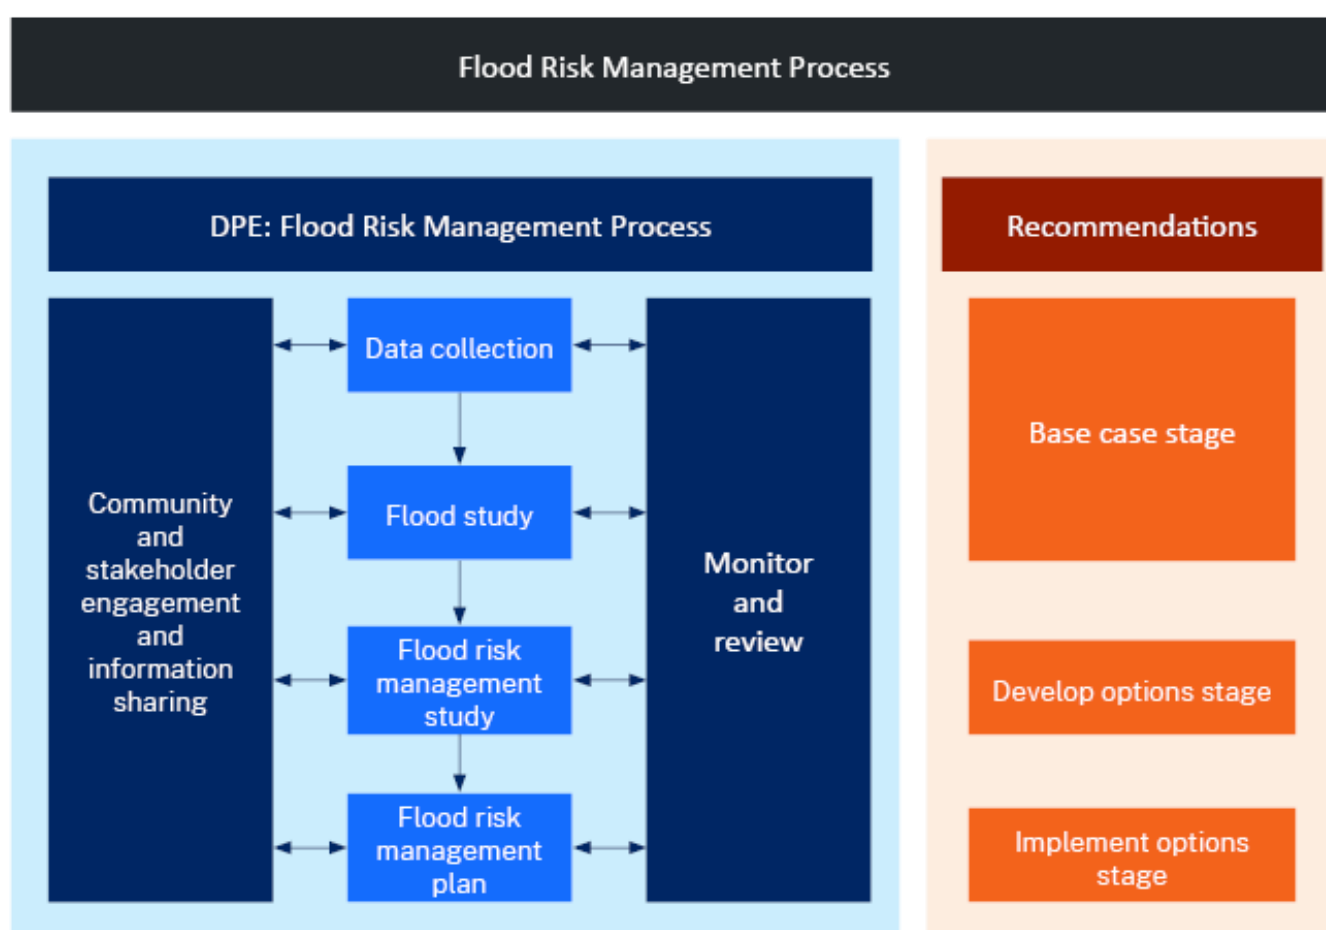 Flood Risk Management Process
DPE: Flood Risk Management Process
Recommendations
Community
and
stakeholder
engagement
and
information
sharing
Data collection
Flood study
Flood risk
management
study
Flood risk
management
plan
Monitor
and
review
Base case stage
Develop options stage
Implement options
stage